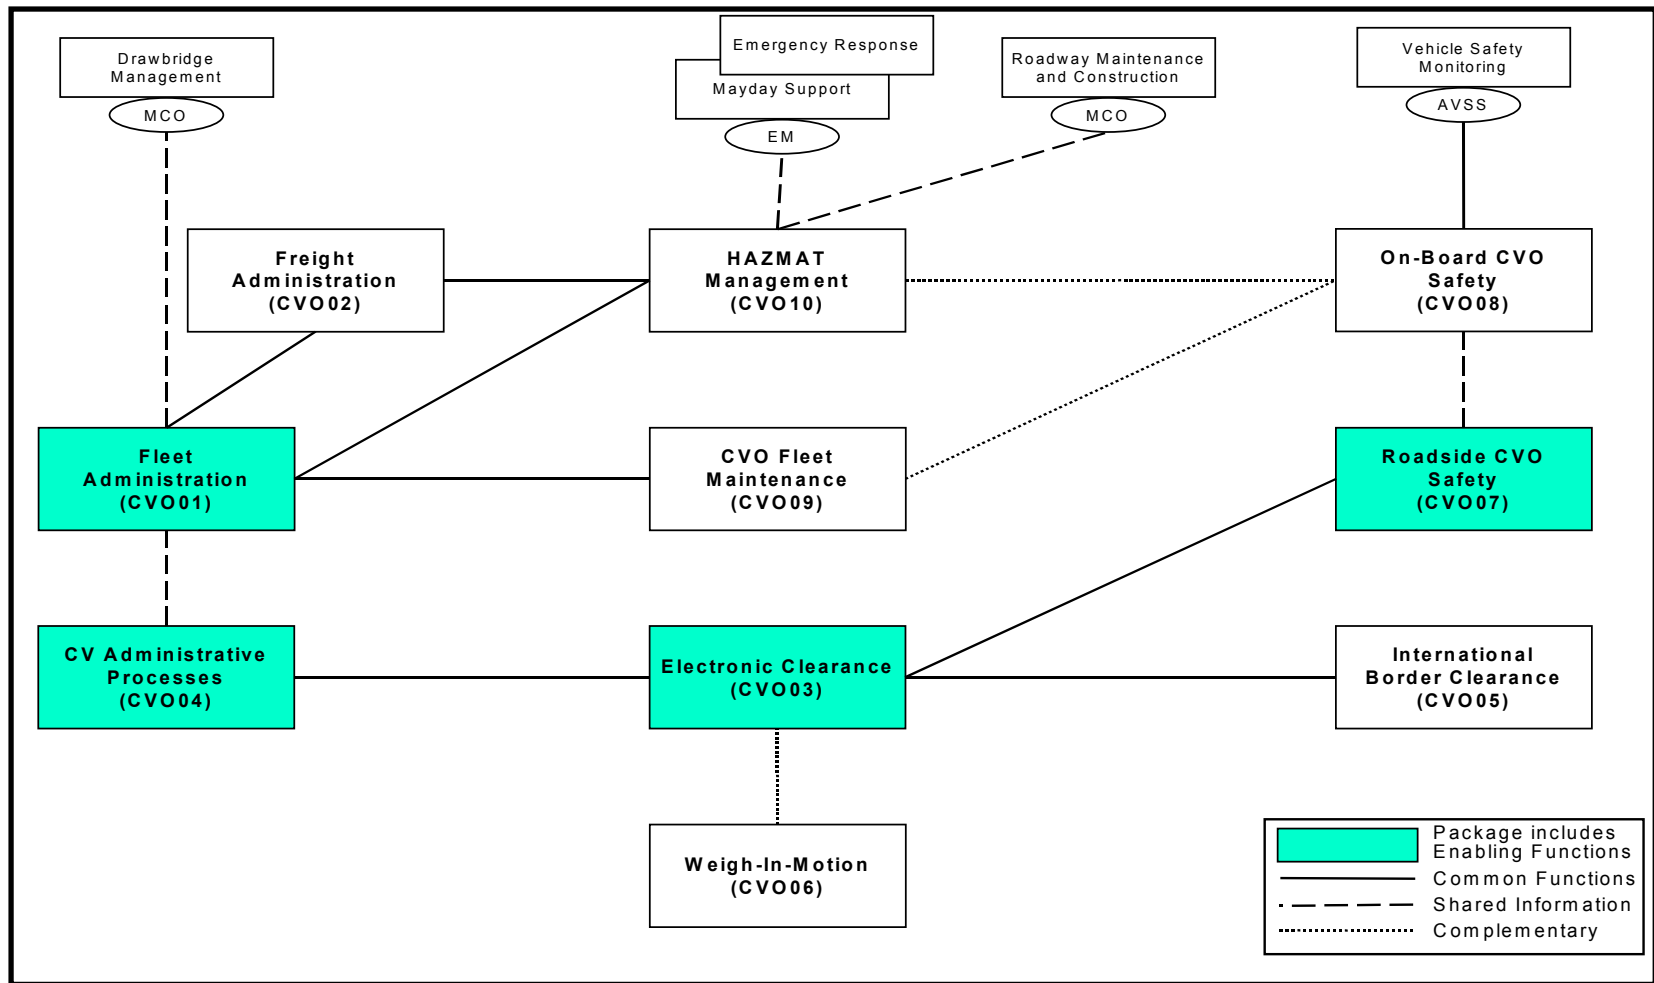 Drawbridge
Management
MCO
Emergency Response
Mayday Support
EM
Roadway Maintenance
and Construction
MCO
Vehicle Safety
Monitoring
AVSS
Freight
Administration
(CVO02)
HAZMAT
Management
(CVO10)
On-Board CVO
Safety
(CVO08)
Fleet
Administration
(CVO01)
CVO Fleet
Maintenance
(CVO09)
Roadside CVO
Safety
(CVO07)
CV Administrative
Processes
(CVO04)
Electronic Clearance
(CVO03)
International
Border Clearance
(CVO05)
Weigh-In-Motion
(CVO06)
Package includes
Enabling Functions
Common Functions
Shared Information
Complementary